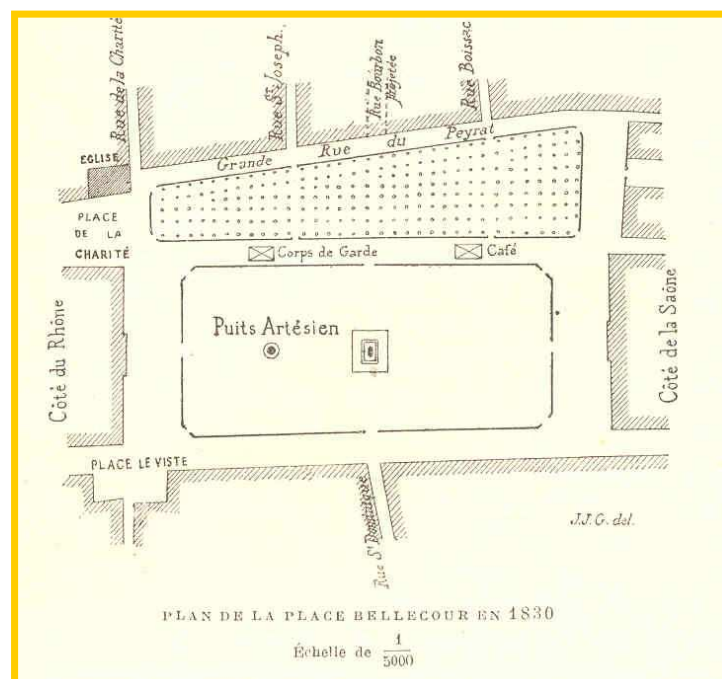 Rue de la Charité
Rue St. Joseph.
Rue Bourbon
projetée
Rue Boissac
Grande Rue du Peyrat
EGLISE
PLACE
DE LA
CHARITÉ
Corps de Garde
Café
Côté du Rhône
Puits Artésien
Côté de la Saône
PLACE LE VISTE
Rue St Dominique
J.J.G. del.
PLAN DE LA PLACE BELLECOUR EN 1830
Échelle de 1/5000